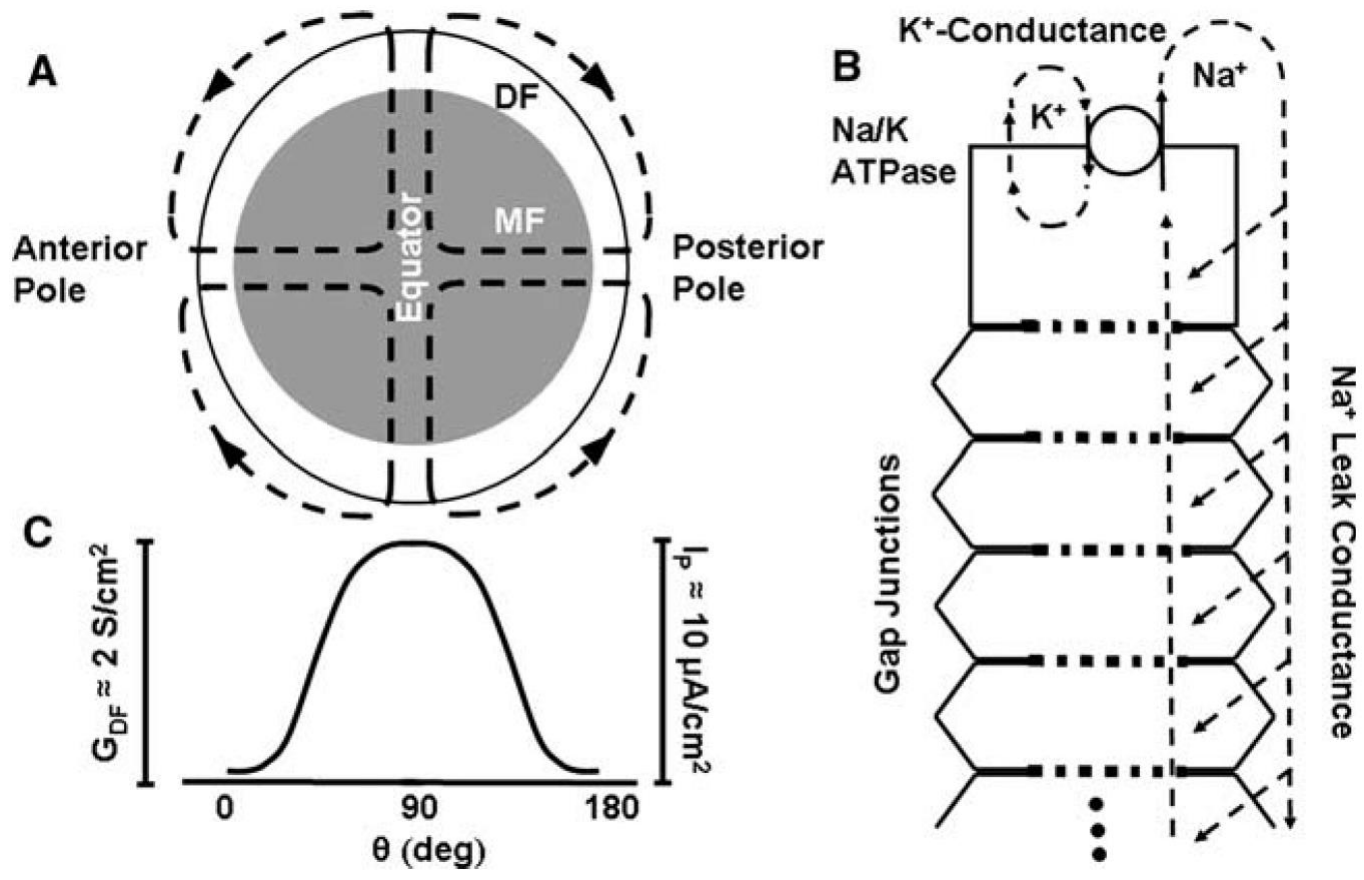 A
DF
MF
Equator
Anterior
Pole
Posterior
Pole
B
K⁺-Conductance
Na⁺
K⁺
Na/K
ATPase
Gap Junctions
Na⁺ Leak Conductance
C
G_DF ≈ 2 S/cm²
I_P ≈ 10 μA/cm²
0
90
180
θ (deg)